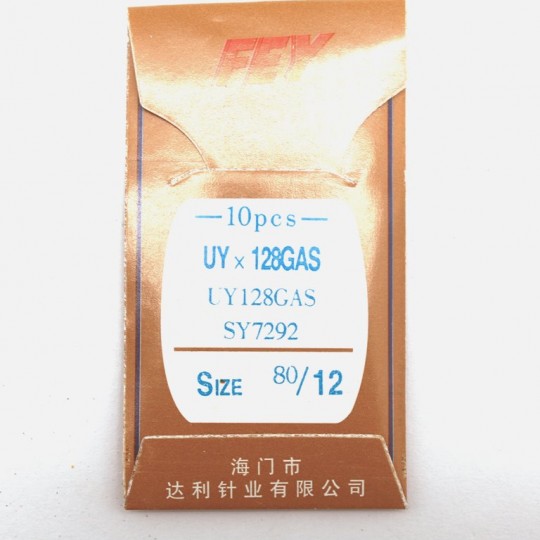 FEY
—10pcs—
UY x 128GAS
UY128GAS
SY7292
SIZE 80/12
海门市
达利针业有限公司